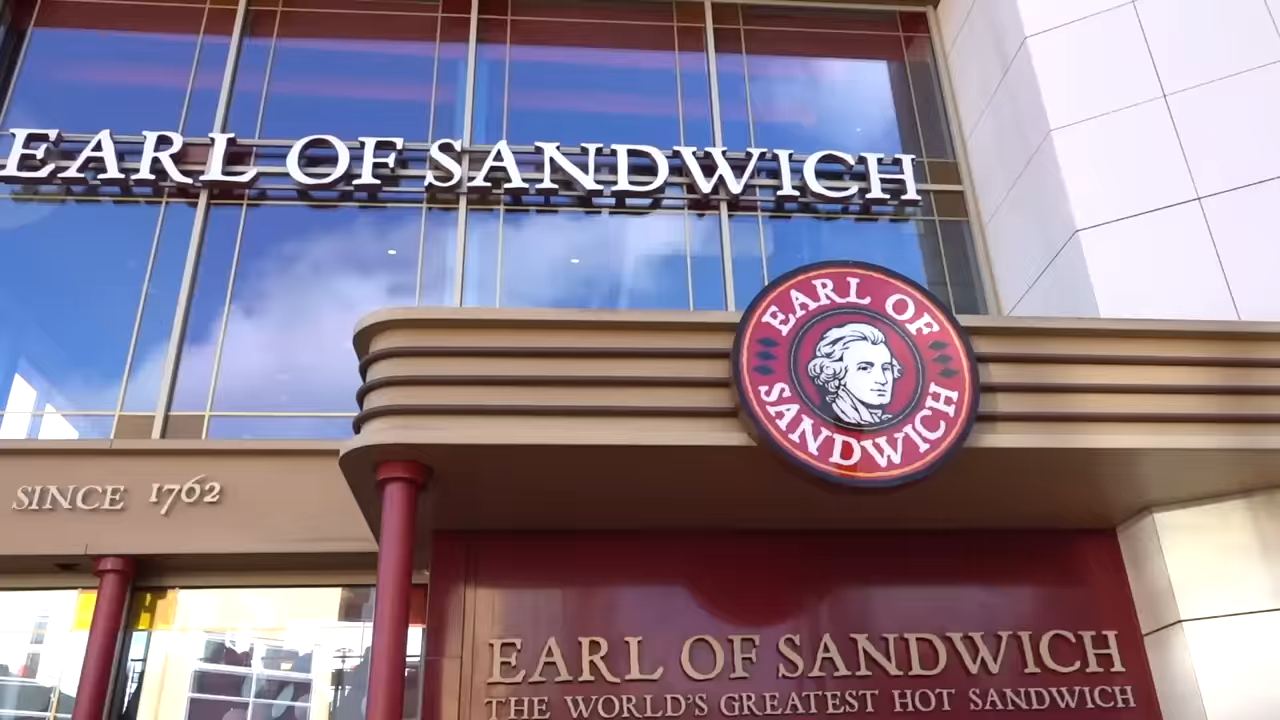 EARL OF SANDWICH
EARL OF
SANDWICH
SINCE 1762
EARL OF SANDWICH
THE WORLD'S GREATEST HOT SANDWICH